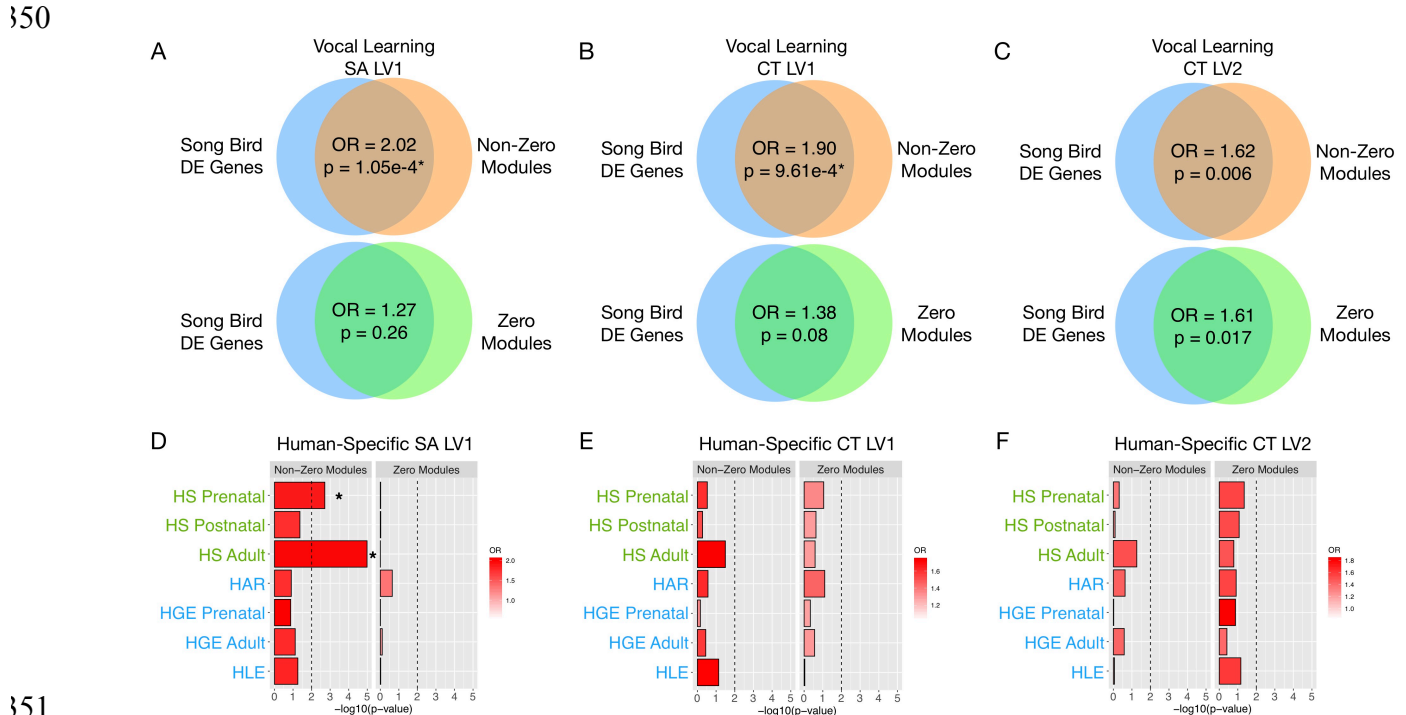 350
A
Vocal Learning
SA LV1
Song Bird
DE Genes
OR = 2.02
p = 1.05e-4*
Non-Zero
Modules
Song Bird
DE Genes
OR = 1.27
p = 0.26
Zero
Modules
B
Vocal Learning
CT LV1
Song Bird
DE Genes
OR = 1.90
p = 9.61e-4*
Non-Zero
Modules
Song Bird
DE Genes
OR = 1.38
p = 0.08
Zero
Modules
C
Vocal Learning
CT LV2
Song Bird
DE Genes
OR = 1.62
p = 0.006
Non-Zero
Modules
Song Bird
DE Genes
OR = 1.61
p = 0.017
Zero
Modules
D
Human-Specific SA LV1
Non-Zero Modules
Zero Modules
HS Prenatal
*
HS Postnatal
HS Adult
*
HAR
HGE Prenatal
HGE Adult
HLE
0 1 2 3 4 5
0 1 2 3 4 5
-log10(p-value)
OR
2.0
1.5
1.0
E
Human-Specific CT LV1
Non-Zero Modules
Zero Modules
HS Prenatal
HS Postnatal
HS Adult
HAR
HGE Prenatal
HGE Adult
HLE
0 1 2 3 4 5
0 1 2 3 4 5
-log10(p-value)
OR
1.6
1.4
1.2
F
Human-Specific CT LV2
Non-Zero Modules
Zero Modules
HS Prenatal
HS Postnatal
HS Adult
HAR
HGE Prenatal
HGE Adult
HLE
0 1 2 3 4 5
0 1 2 3 4 5
-log10(p-value)
OR
1.8
1.6
1.4
1.2
1.0
351